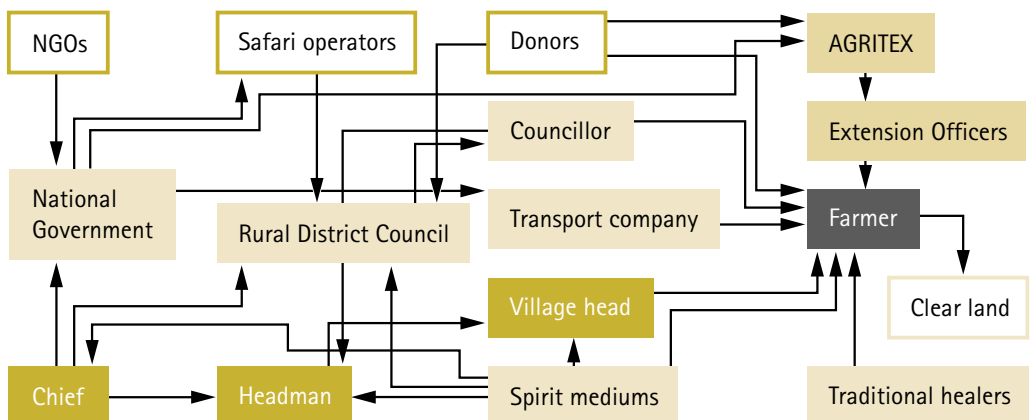 NGOs
Safari operators
Donors
AGRITEX
Councillor
Extension Officers
National
Government
Rural District Council
Transport company
Farmer
Village head
Clear land
Chief
Headman
Spirit mediums
Traditional healers